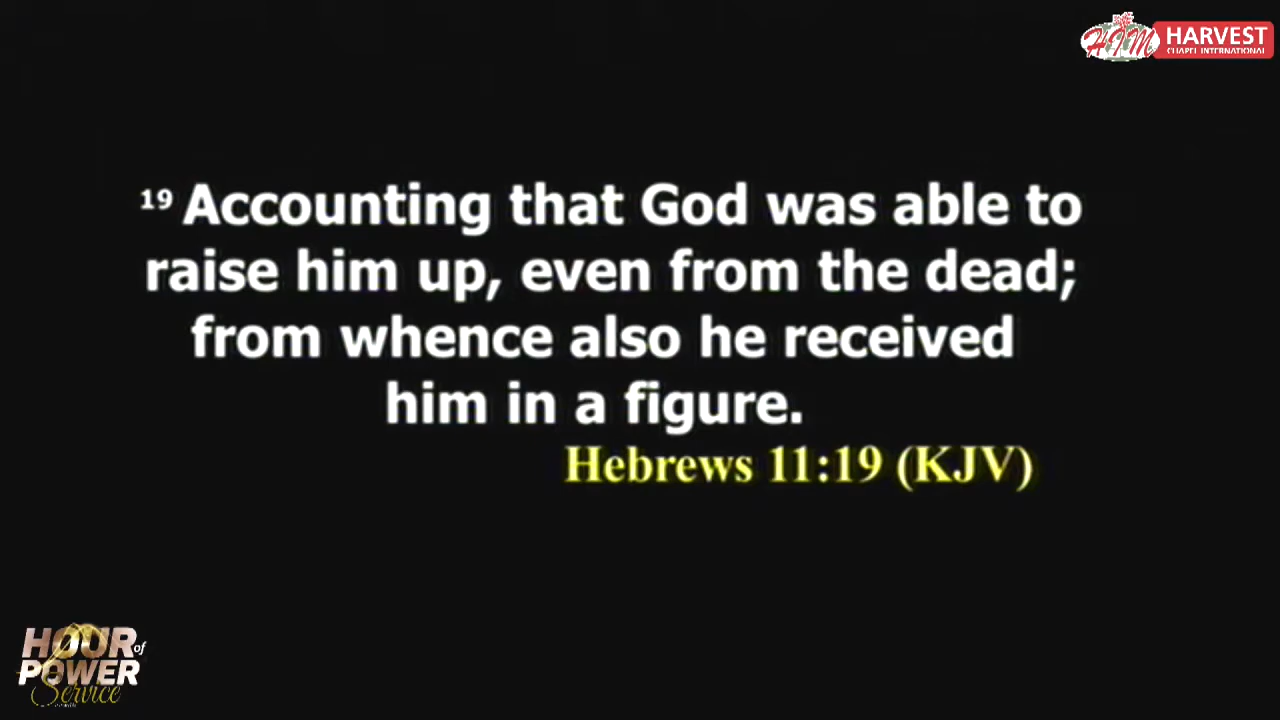 HIM HARVEST
CHAPEL INTERNATIONAL
19 Accounting that God was able to
raise him up, even from the dead;
from whence also he received
him in a figure.
Hebrews 11:19 (KJV)
HOUR of
POWER
Service